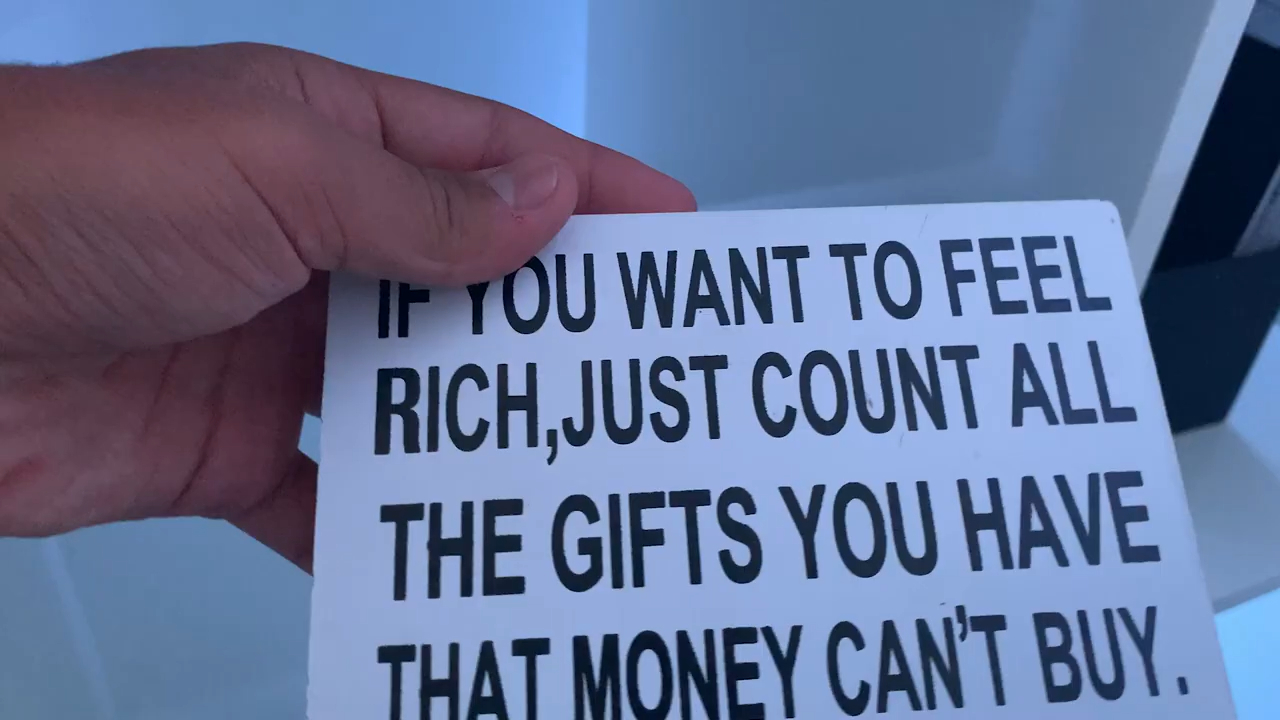 IF YOU WANT TO FEEL
RICH,JUST COUNT ALL
THE GIFTS YOU HAVE
THAT MONEY CAN'T BUY.